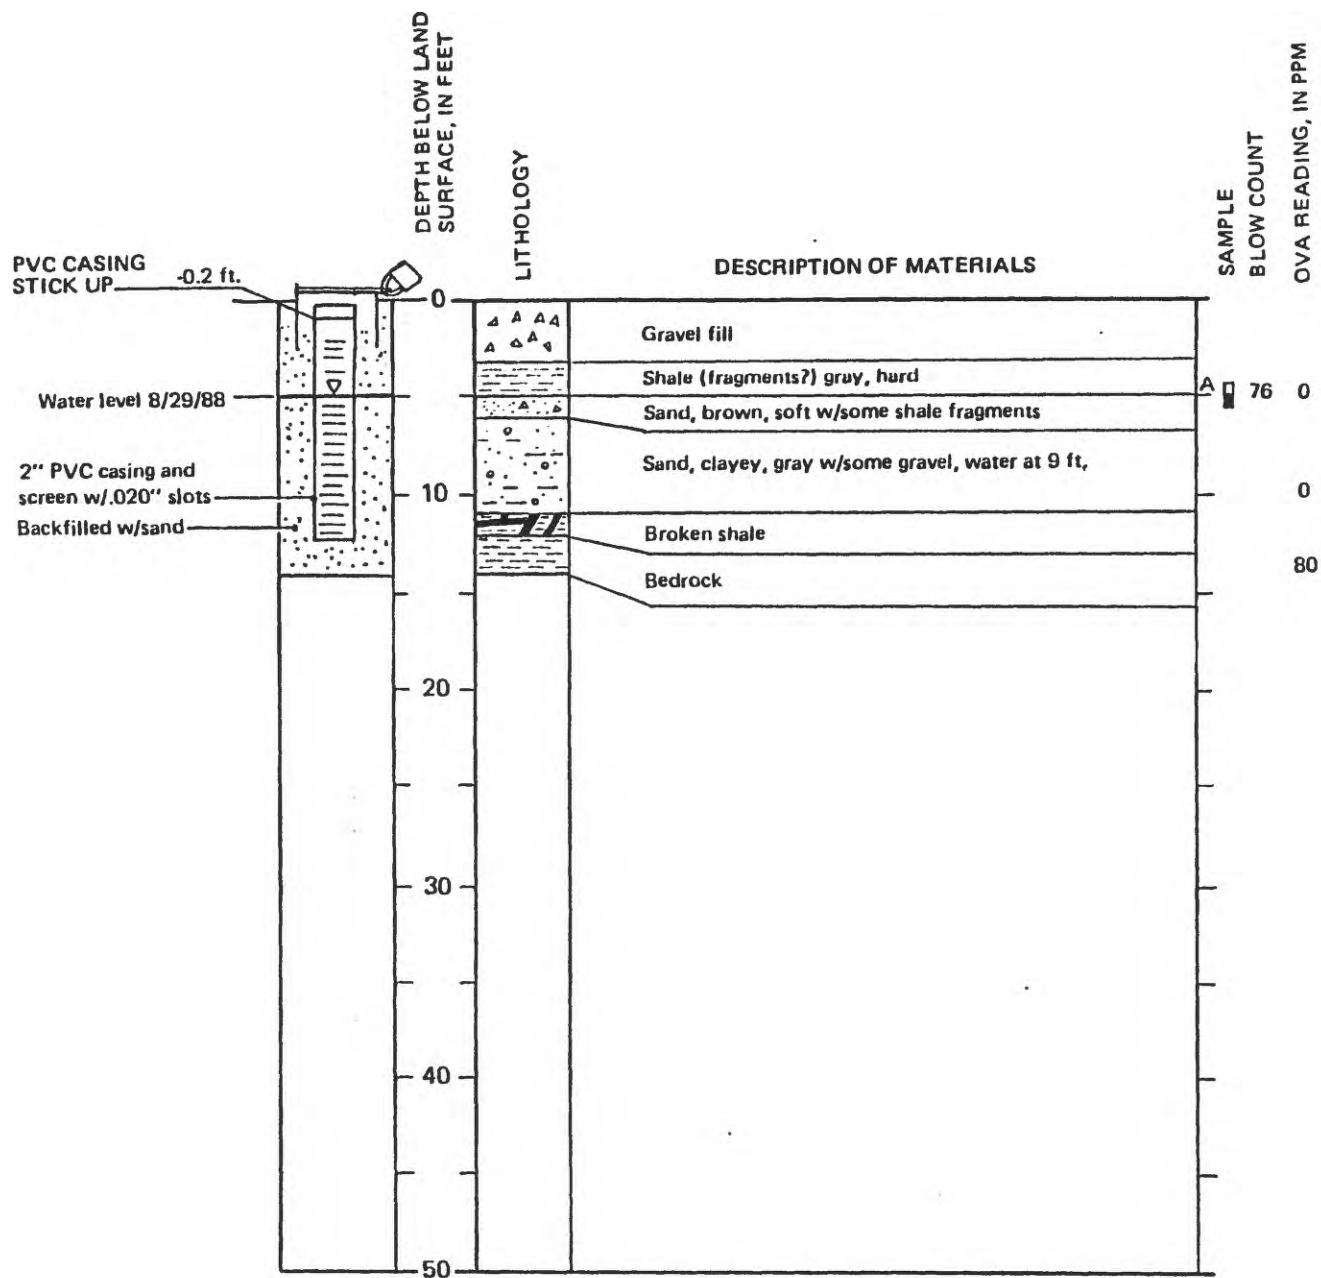 DEPTH BELOW LAND
SURFACE, IN FEET
LITHOLOGY
DESCRIPTION OF MATERIALS
SAMPLE
BLOW COUNT
OVA READING, IN PPM
PVC CASING
STICK UP
-0.2 ft.
Water level 8/29/88
2" PVC casing and
screen w/.020" slots
Backfilled w/sand
0
10
20
30
40
50
Gravel fill
Shale (fragments?) gray, hard
Sand, brown, soft w/some shale fragments
Sand, clayey, gray w/some gravel, water at 9 ft,
Broken shale
Bedrock
A
76
0
0
80